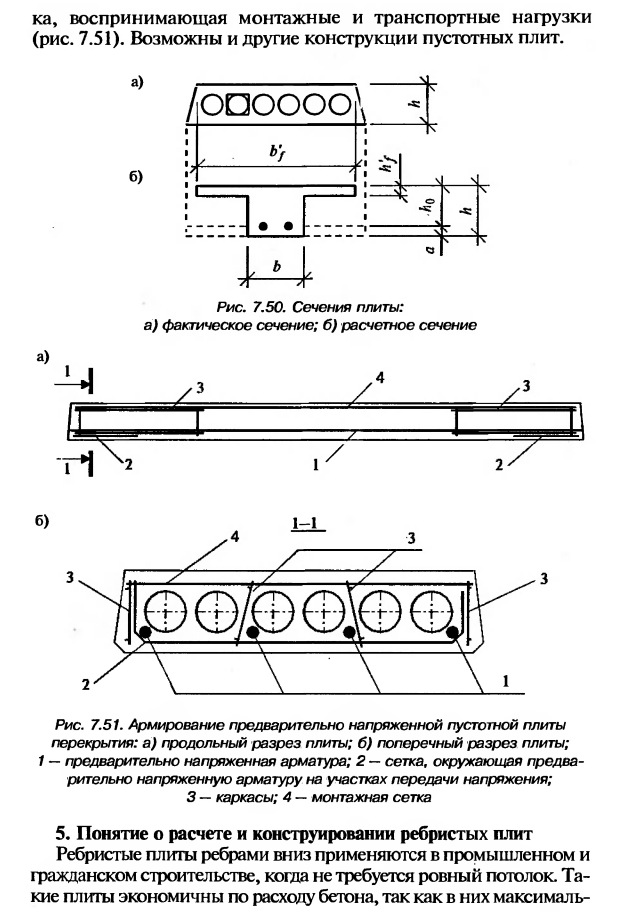 ка, воспринимающая монтажные и транспортные нагрузки
(рис. 7.51). Возможны и другие конструкции пустотных плит.
а)
h
b'f
h'f
б)
h0
h
a
b
Рис. 7.50. Сечения плиты:
а) фактическое сечение; б) расчетное сечение
а)
1
3
4
3
1
2
1
2
б)
1–1
4
3
3
3
2
1
Рис. 7.51. Армирование предварительно напряженной пустотной плиты
перекрытия: а) продольный разрез плиты; б) поперечный разрез плиты;
1 — предварительно напряженная арматура; 2 — сетка, окружающая предва-
рительно напряженную арматуру на участках передачи напряжения;
3 — каркасы; 4 — монтажная сетка
5. Понятие о расчете и конструировании ребристых плит
Ребристые плиты ребрами вниз применяются в промышленном и
гражданском строительстве, когда не требуется ровный потолок. Та-
кие плиты экономичны по расходу бетона, так как в них максималь-